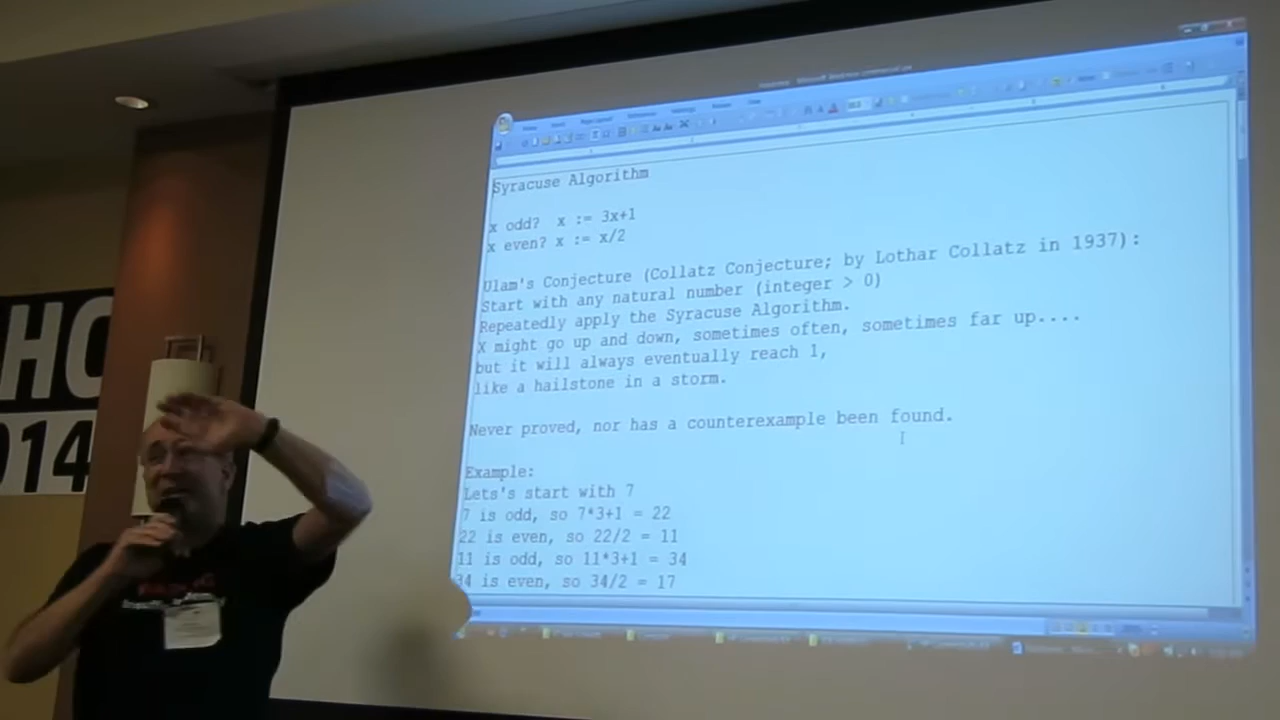 Syracuse Algorithm
x odd? x := 3x+1
x even? x := x/2
Ulam's Conjecture (Collatz Conjecture; by Lothar Collatz in 1937):
Start with any natural number (integer > 0)
Repeatedly apply the Syracuse Algorithm.
X might go up and down, sometimes often, sometimes far up....
but it will always eventually reach 1,
like a hailstone in a storm.
Never proved, nor has a counterexample been found.
Example:
Lets's start with 7
7 is odd, so 7*3+1 = 22
22 is even, so 22/2 = 11
11 is odd, so 11*3+1 = 34
34 is even, so 34/2 = 17
HO
014